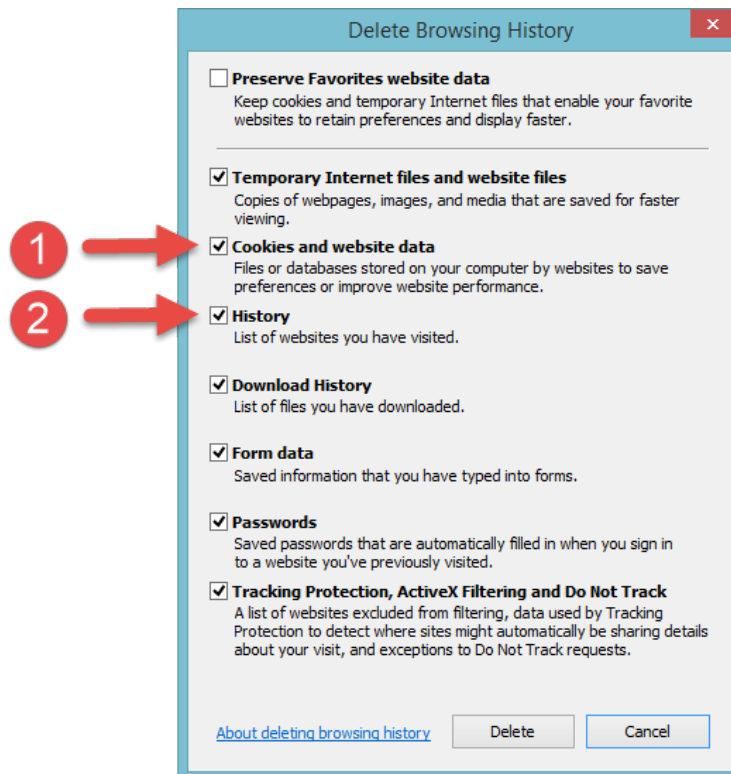 Delete Browsing History
Preserve Favorites website data
Keep cookies and temporary Internet files that enable your favorite
websites to retain preferences and display faster.
Temporary Internet files and website files
Copies of webpages, images, and media that are saved for faster
viewing.
1
Cookies and website data
Files or databases stored on your computer by websites to save
preferences or improve website performance.
2
History
List of websites you have visited.
Download History
List of files you have downloaded.
Form data
Saved information that you have typed into forms.
Passwords
Saved passwords that are automatically filled in when you sign in
to a website you've previously visited.
Tracking Protection, ActiveX Filtering and Do Not Track
A list of websites excluded from filtering, data used by Tracking
Protection to detect where sites might automatically be sharing details
about your visit, and exceptions to Do Not Track requests.
About deleting browsing history
Delete
Cancel